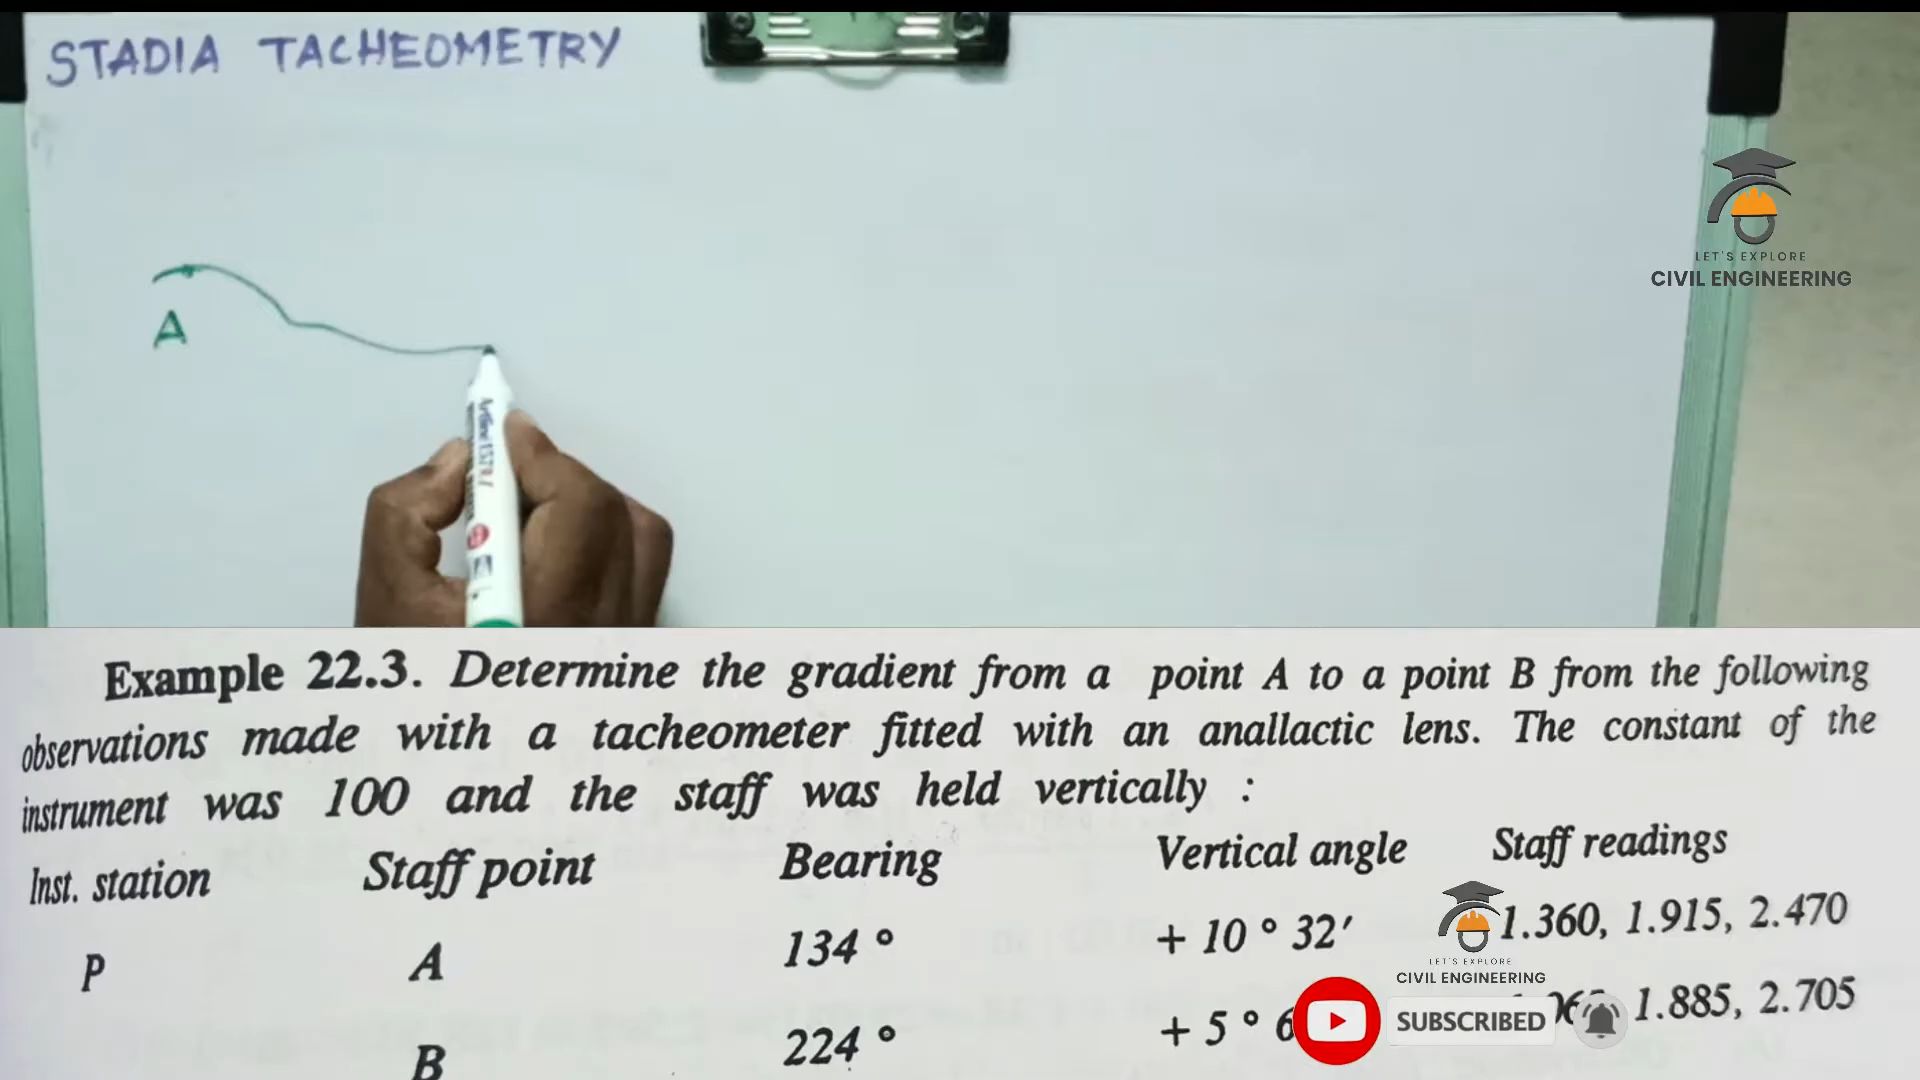 STADIA TACHEOMETRY
LET'S EXPLORE
CIVIL ENGINEERING
A
Example 22.3. Determine the gradient from a point A to a point B from the following
observations made with a tacheometer fitted with an anallactic lens. The constant of the
instrument was 100 and the staff was held vertically :
Inst. station Staff point Bearing Vertical angle Staff readings
P A 134° + 10° 32′ 1.360, 1.915, 2.470
LET'S EXPLORE
CIVIL ENGINEERING
B 224° + 5° 6 1.885, 2.705
SUBSCRIBED